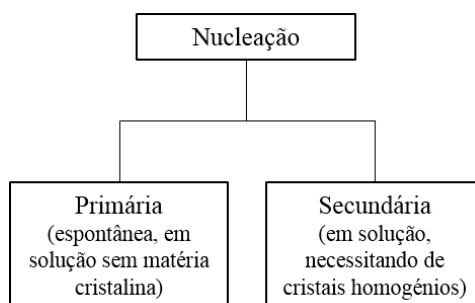 Nucleação
Primária
(espontânea, em
solução sem matéria
cristalina)
Secundária
(em solução,
necessitando de
cristais homogénios)